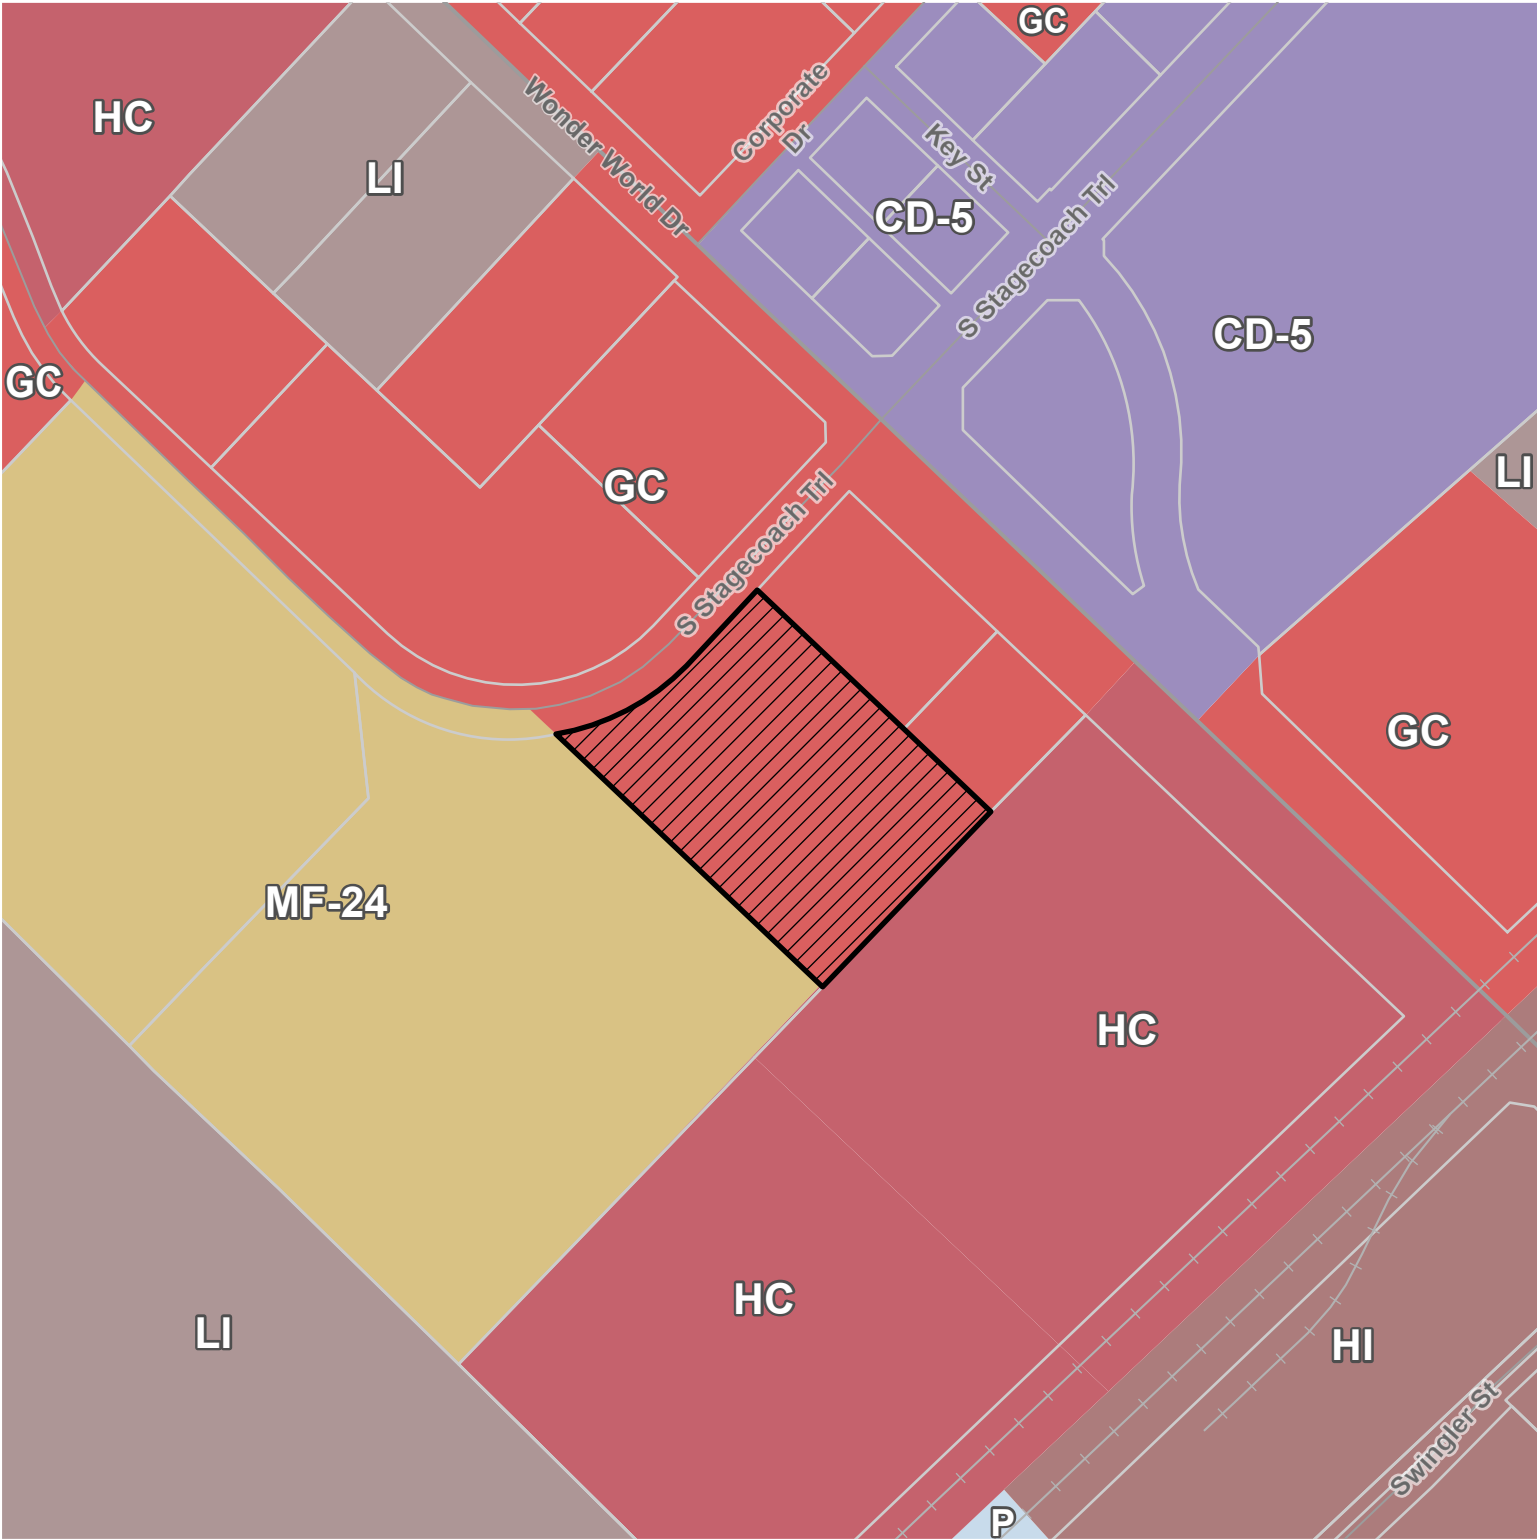 GC
HC
Wonder World Dr
Corporate
Dr
Key St
LI
CD-5
S Stagecoach Trl
CD-5
GC
LI
GC
S Stagecoach Trl
GC
MF-24
HC
HC
LI
HI
Swingler St
P